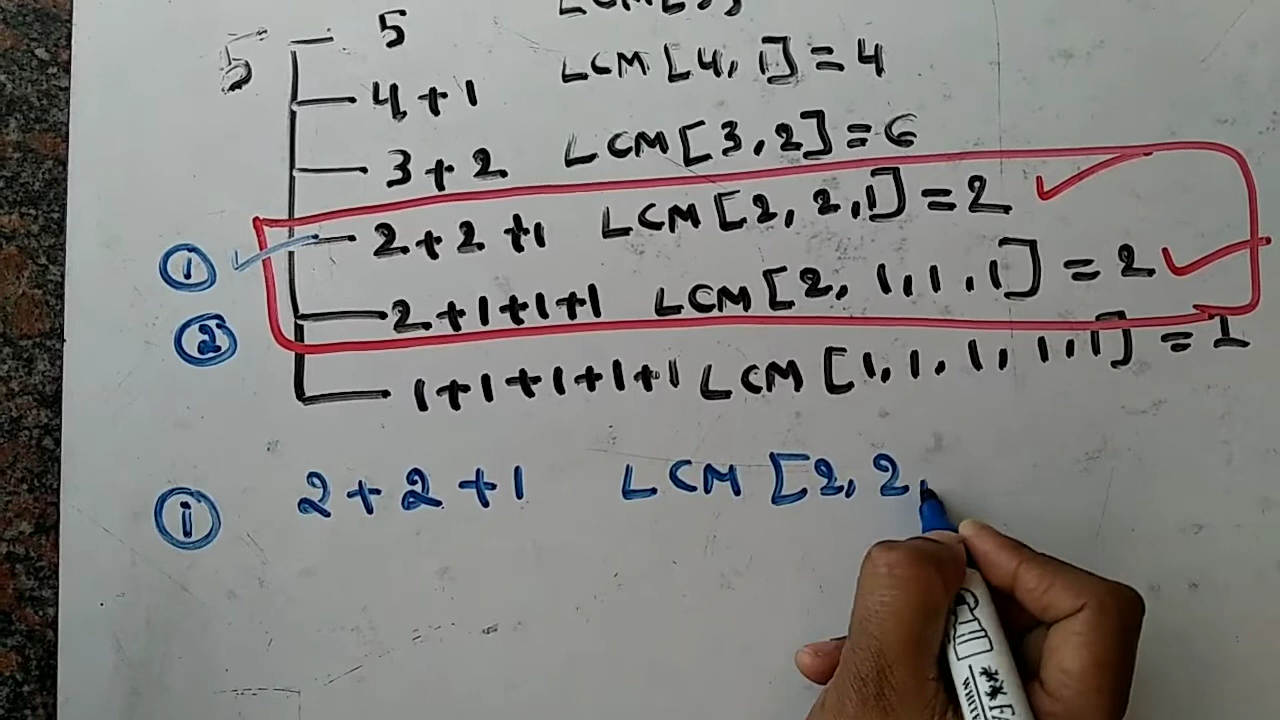 5 5
4+1 LCM[4,1]=4
3+2 LCM[3,2]=6
① 2+2+1 LCM[2,2,1]=2
② 2+1+1+1 LCM[2,1,1,1]=2
1+1+1+1+1 LCM[1,1,1,1,1]=1
① 2+2+1 LCM[2,2,
WHITE